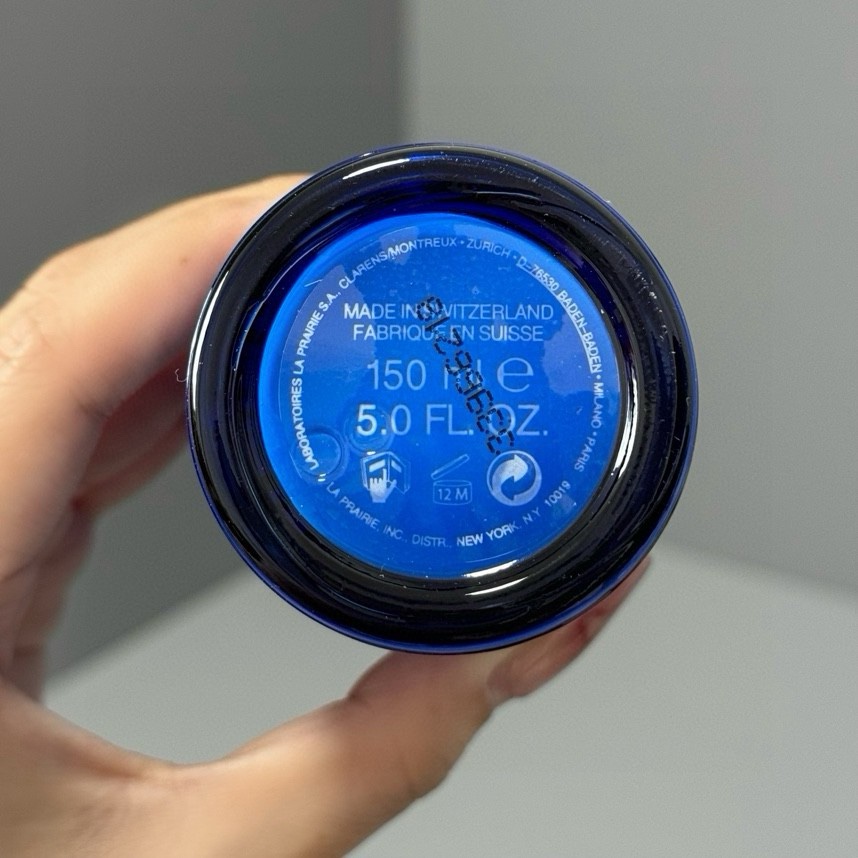 LABORATOIRES LA PRAIRIE S.A., CLARENS/MONTREUX • ZURICH • D-76530 BADEN-BADEN • MILANO • PARIS
MADE IN SWITZERLAND
FABRIQUÉ EN SUISSE
150 ml e
5.0 FL. OZ.
12 M
LA PRAIRIE, INC., DISTR., NEW YORK, N.Y. 10019